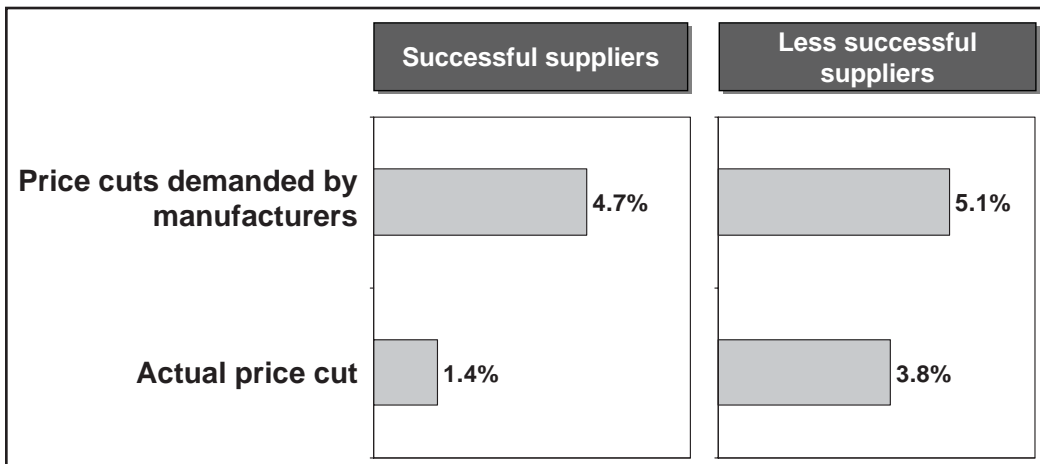 Successful suppliers
Less successful
suppliers
Price cuts demanded by
manufacturers
4.7%
5.1%
Actual price cut
1.4%
3.8%